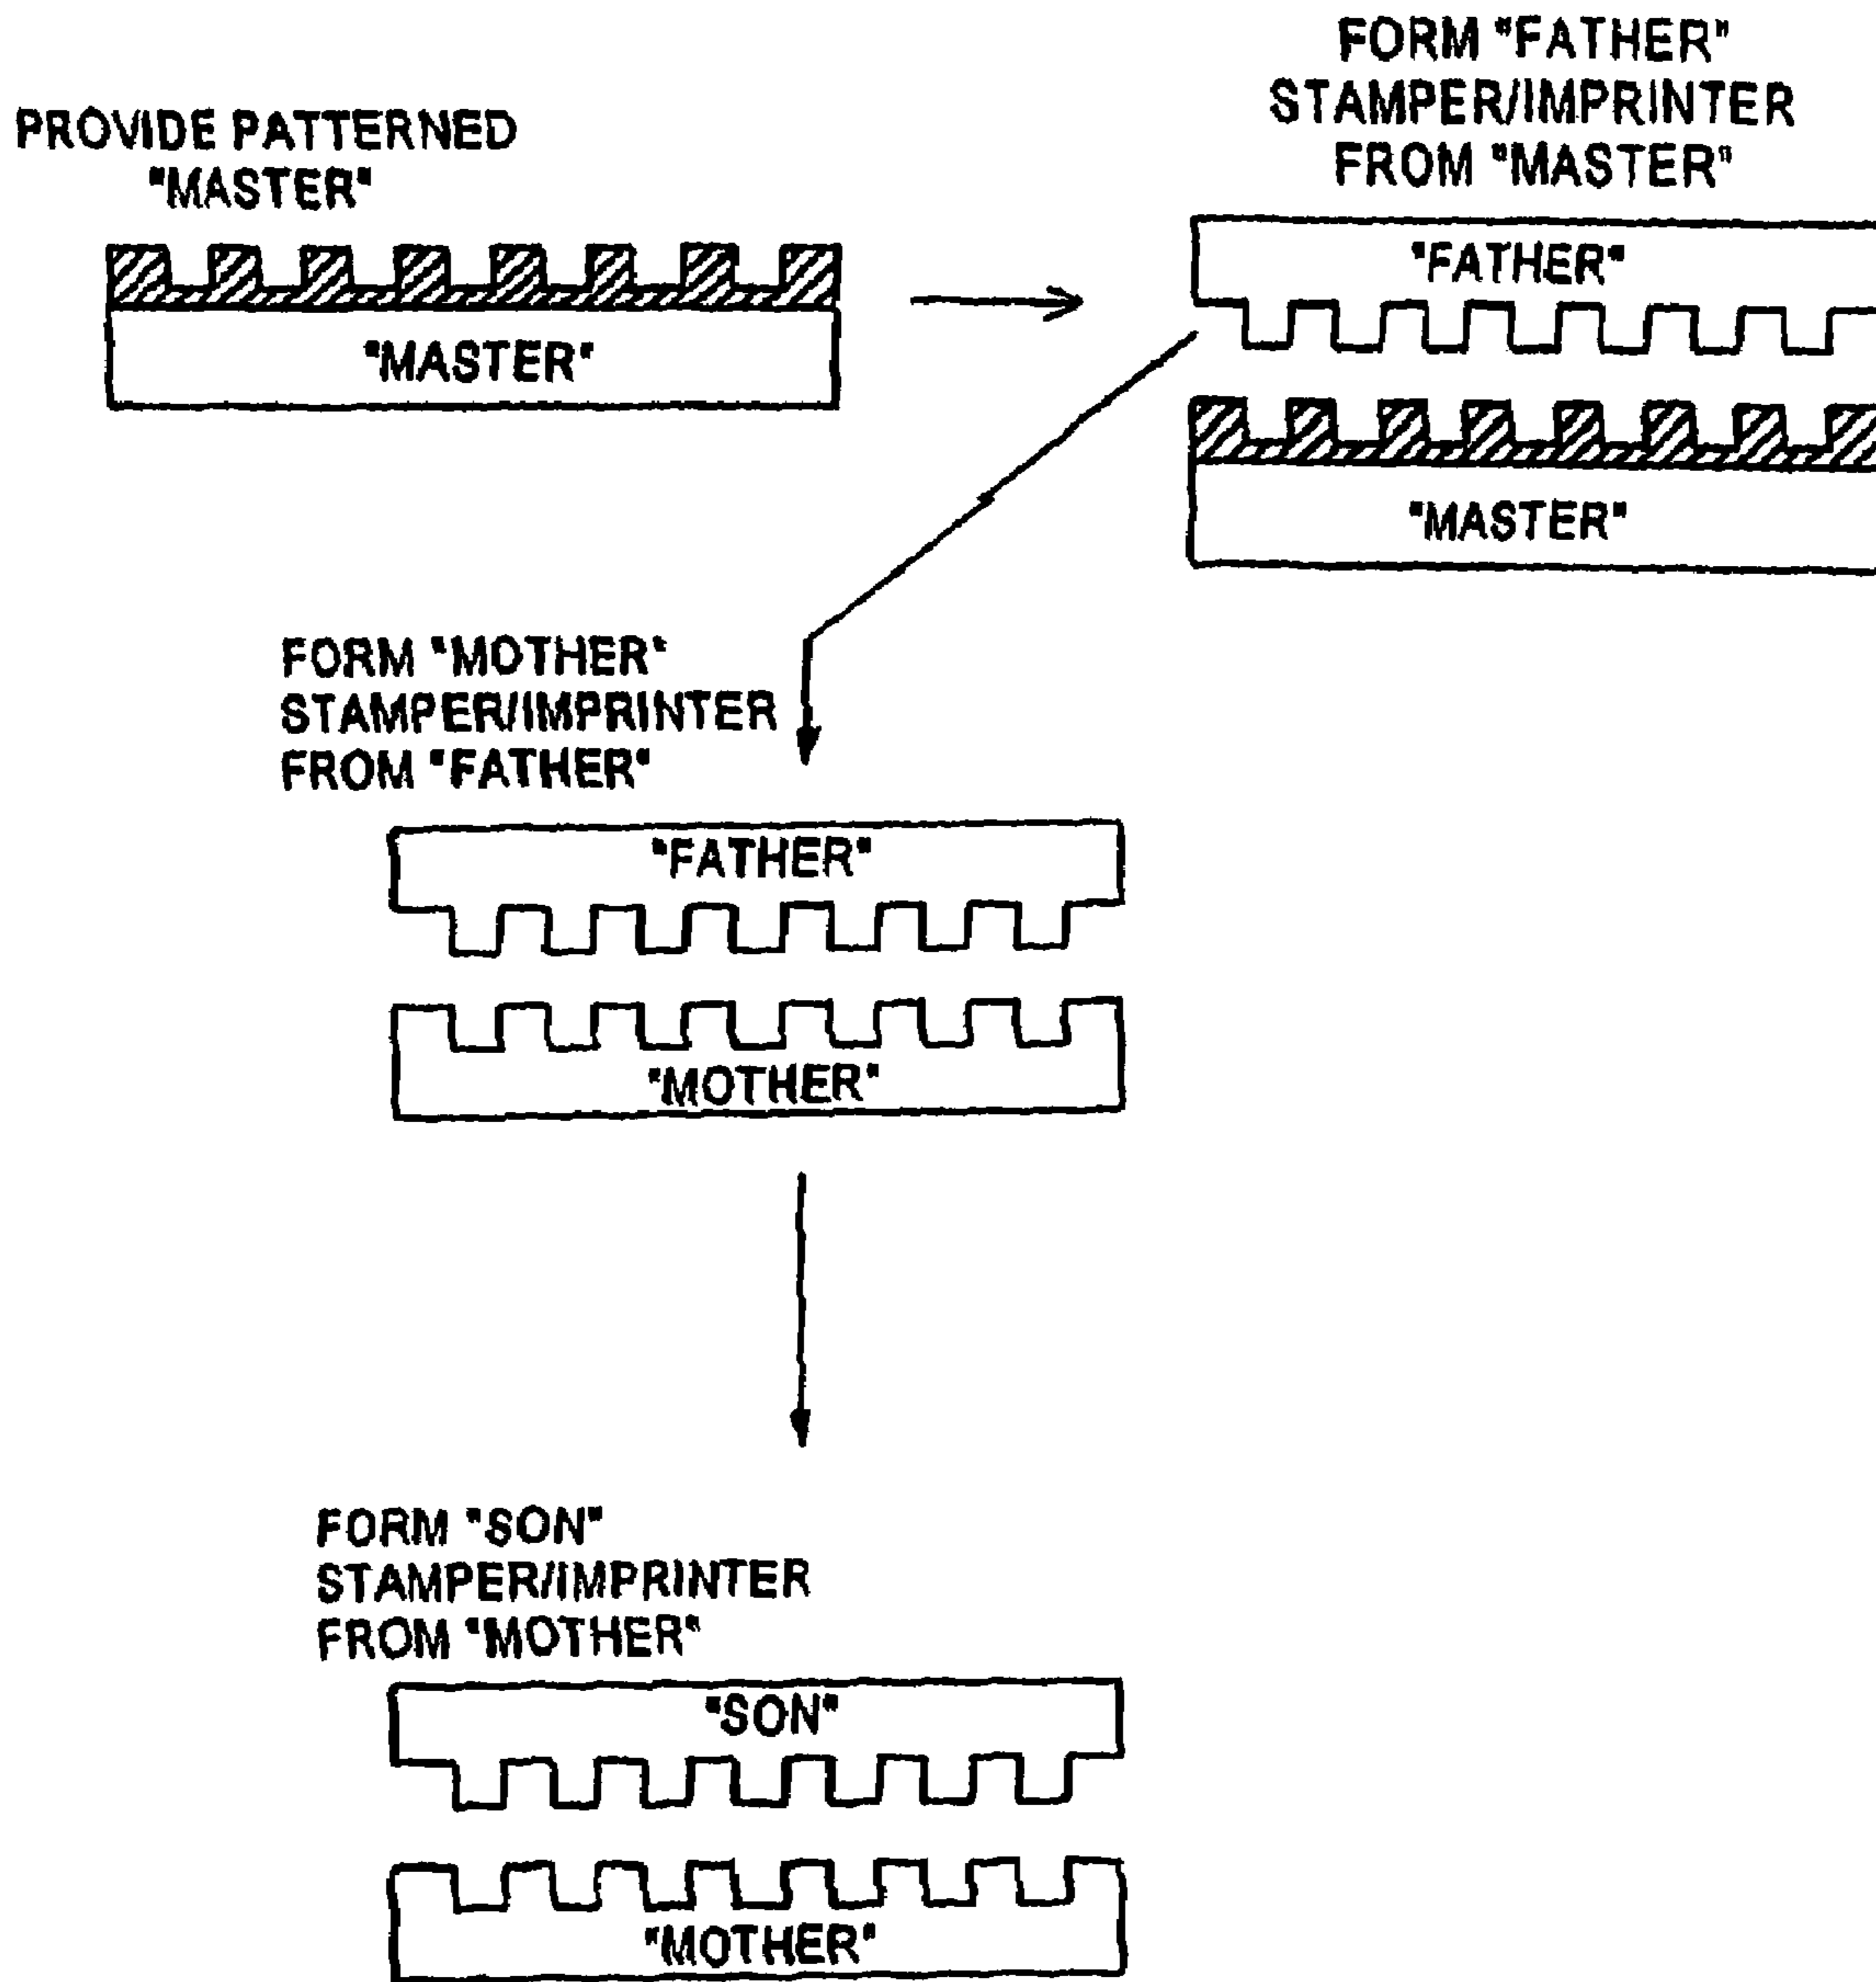 PROVIDE PATTERNED
"MASTER"
"MASTER"
FORM "FATHER"
STAMPER/IMPRINTER
FROM "MASTER"
"FATHER"
"MASTER"
FORM "MOTHER"
STAMPER/IMPRINTER
FROM "FATHER"
"FATHER"
"MOTHER"
FORM "SON"
STAMPER/IMPRINTER
FROM "MOTHER"
"SON"
"MOTHER"